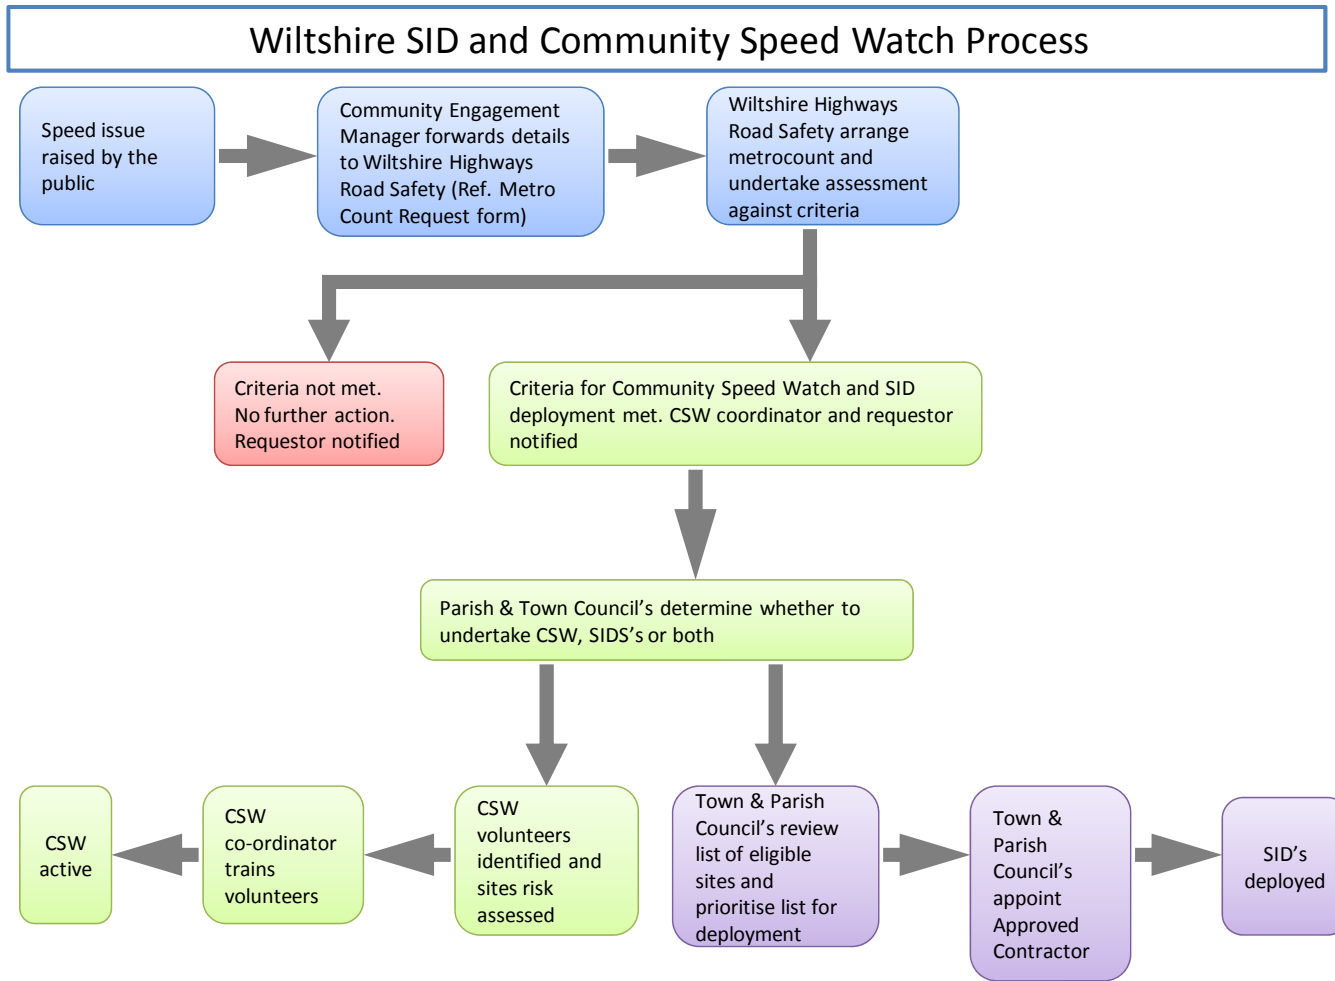 Wiltshire SID and Community Speed Watch Process
Speed issue
raised by the
public
Community Engagement
Manager forwards details
to Wiltshire Highways
Road Safety (Ref. Metro
Count Request form)
Wiltshire Highways
Road Safety arrange
metrocount and
undertake assessment
against criteria
Criteria not met.
No further action.
Requestor notified
Criteria for Community Speed Watch and SID
deployment met. CSW coordinator and requestor
notified
Parish & Town Council’s determine whether to
undertake CSW, SIDS’s or both
CSW
active
CSW
co-ordinator
trains
volunteers
CSW
volunteers
identified and
sites risk
assessed
Town & Parish
Council’s review
list of eligible
sites and
prioritise list for
deployment
Town &
Parish
Council’s
appoint
Approved
Contractor
SID’s
deployed